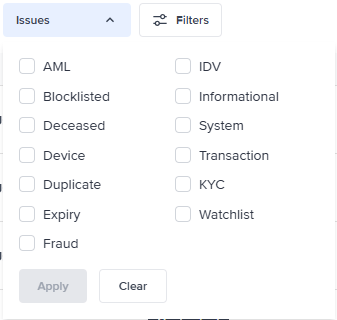 Issues
Filters
AML
IDV
Blocklisted
Informational
Deceased
System
Device
Transaction
Duplicate
KYC
Expiry
Watchlist
Fraud
Apply
Clear